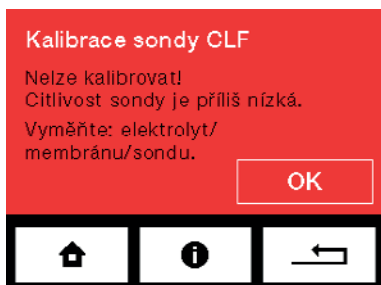 Kalibrace sondy CLF
Nelze kalibrovat!
Citlivost sondy je příliš nízká.
Vyměňte: elektrolyt/
membránu/sondu.
OK